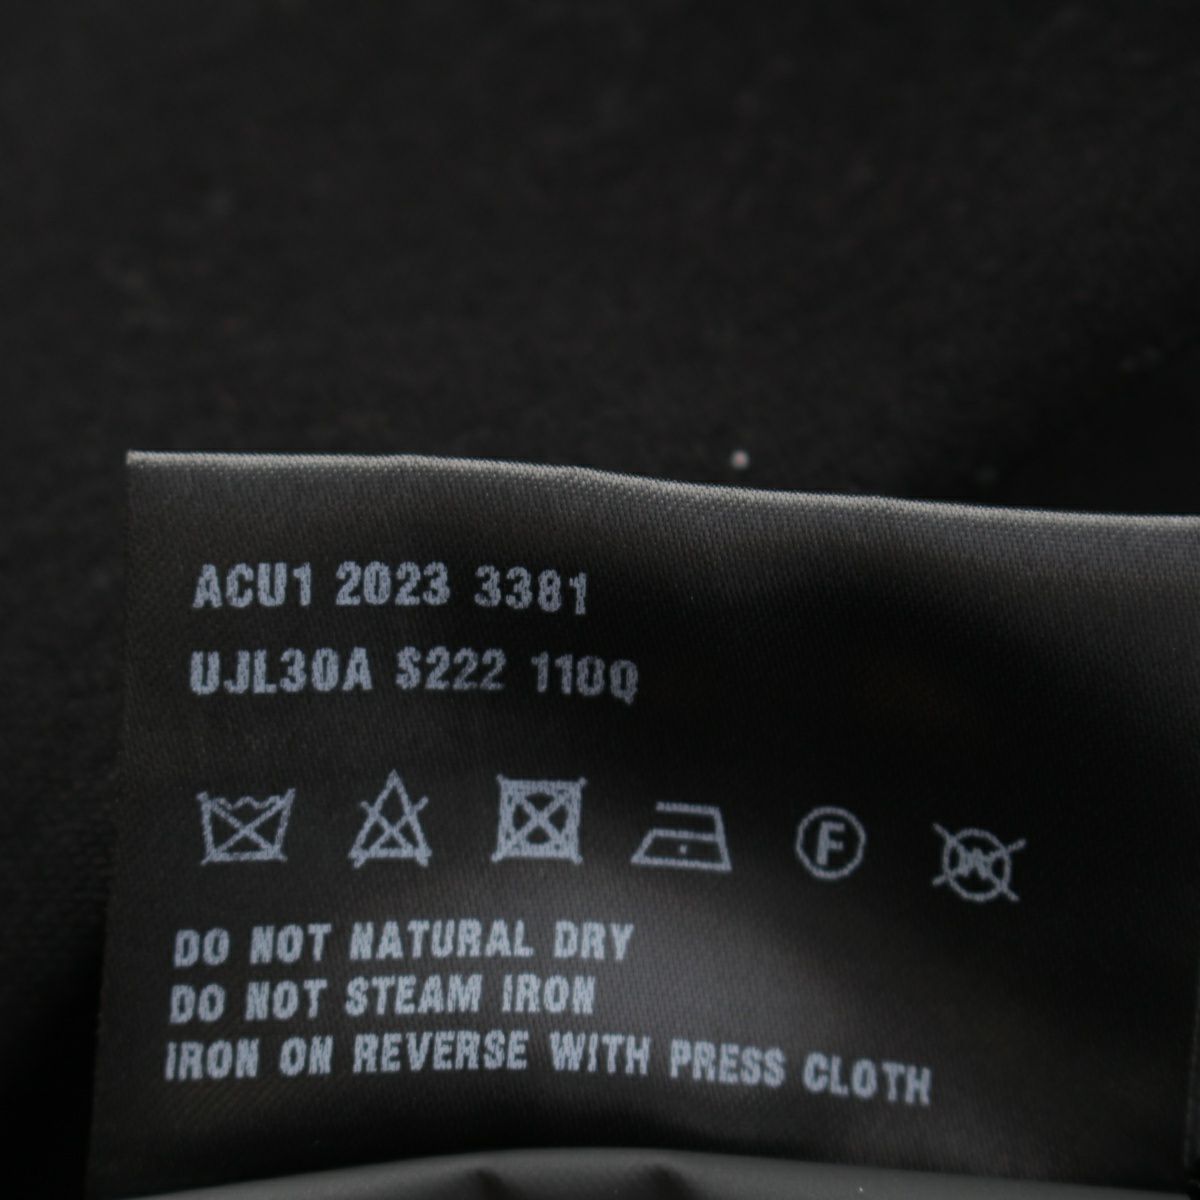 ACU1 2023 3381
UJL30A S222 110Q
F
W
DO NOT NATURAL DRY
DO NOT STEAM IRON
IRON ON REVERSE WITH PRESS CLOTH